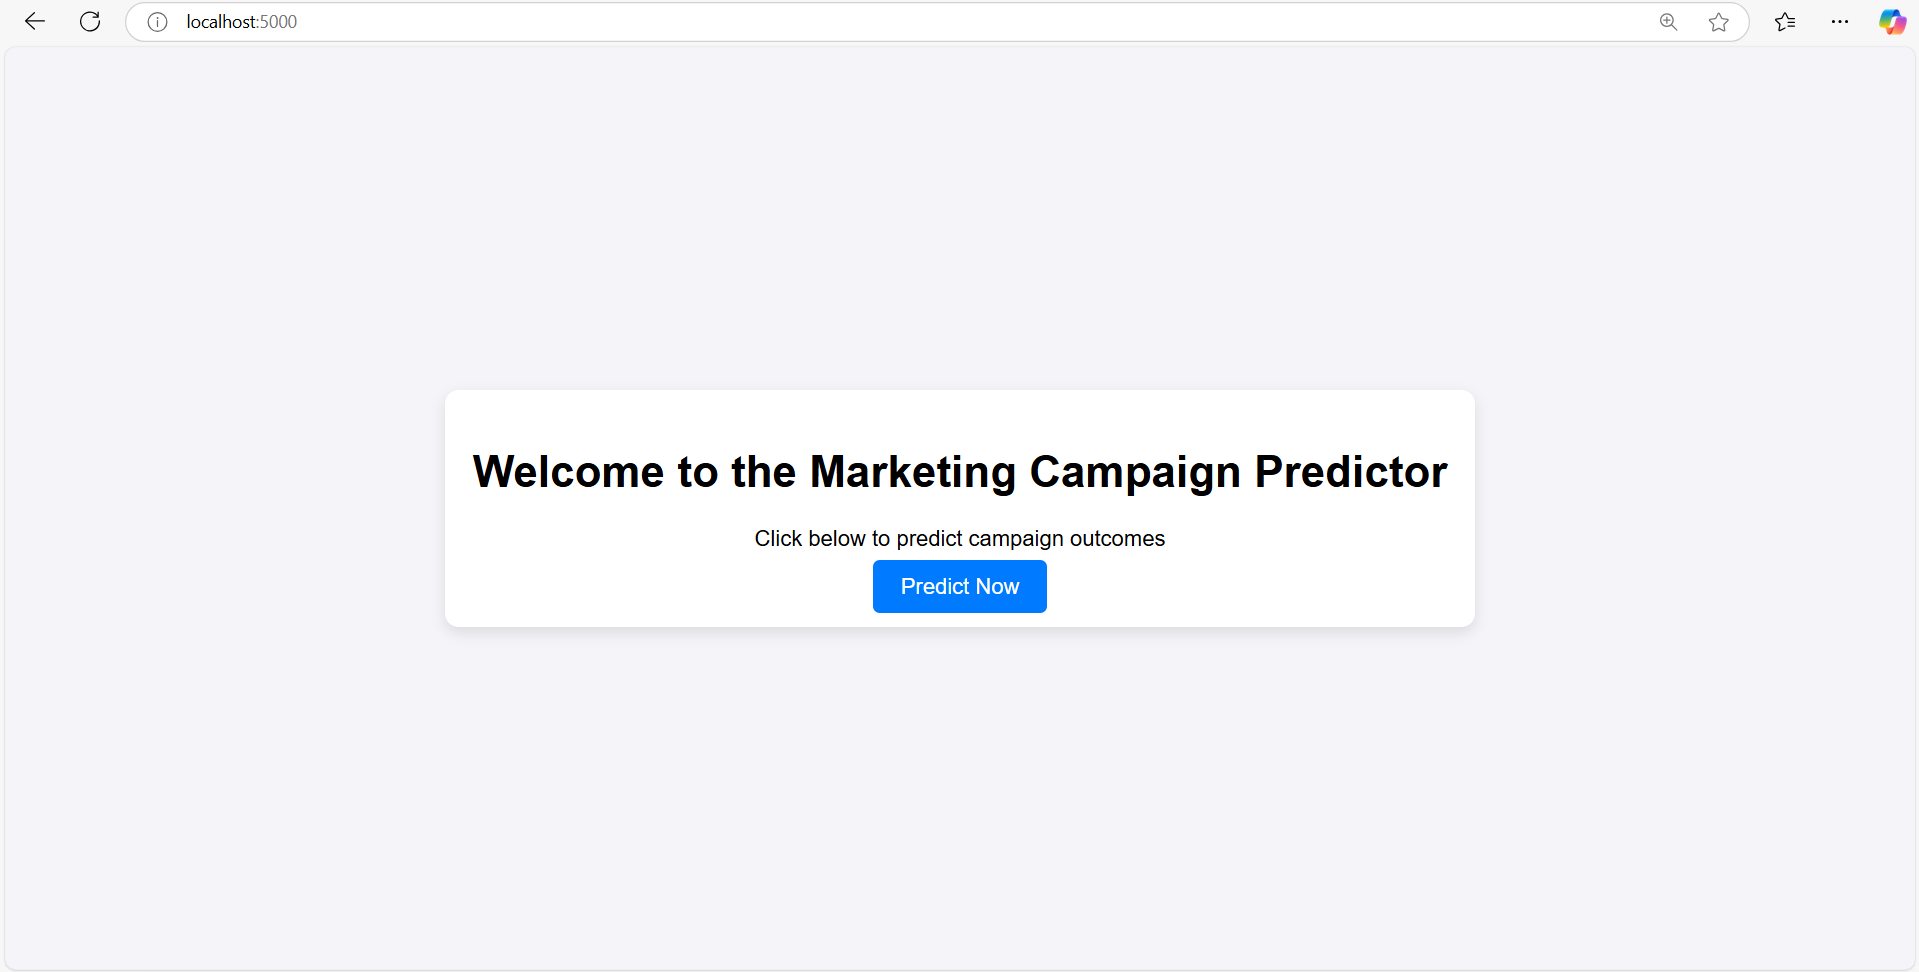 localhost:5000
Welcome to the Marketing Campaign Predictor
Click below to predict campaign outcomes
Predict Now